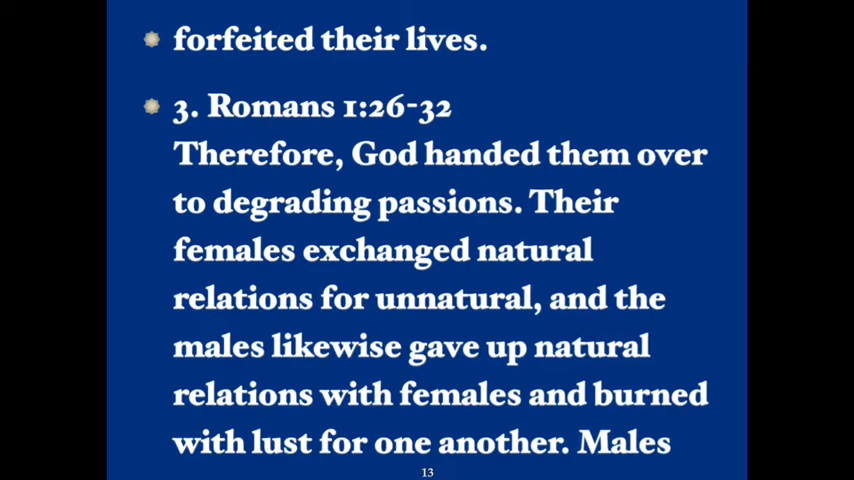 forfeited their lives.
3. Romans 1:26-32
Therefore, God handed them over
to degrading passions. Their
females exchanged natural
relations for unnatural, and the
males likewise gave up natural
relations with females and burned
with lust for one another. Males
13